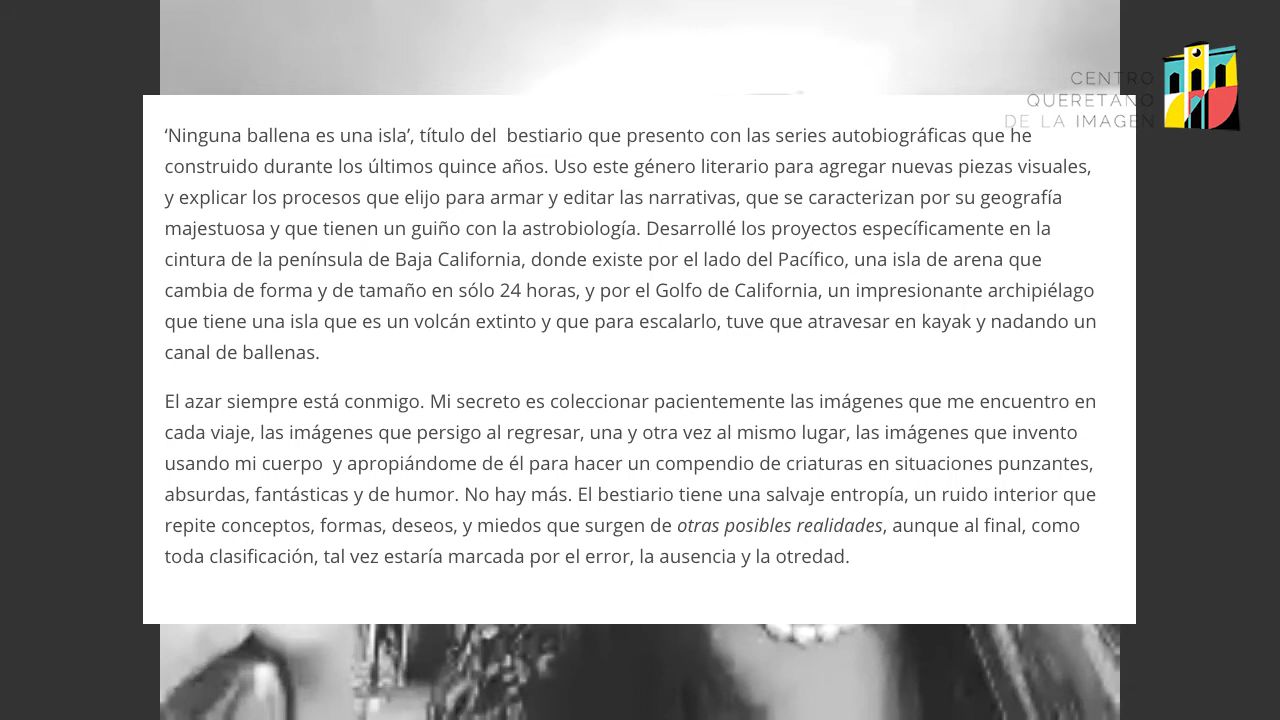 CENTRO
QUERETANO
DE LA IMAGEN
‘Ninguna ballena es una isla’, título del  bestiario que presento con las series autobiográficas que he
construido durante los últimos quince años. Uso este género literario para agregar nuevas piezas visuales,
y explicar los procesos que elijo para armar y editar las narrativas, que se caracterizan por su geografía
majestuosa y que tienen un guiño con la astrobiología. Desarrollé los proyectos específicamente en la
cintura de la península de Baja California, donde existe por el lado del Pacífico, una isla de arena que
cambia de forma y de tamaño en sólo 24 horas, y por el Golfo de California, un impresionante archipiélago
que tiene una isla que es un volcán extinto y que para escalarlo, tuve que atravesar en kayak y nadando un
canal de ballenas.
El azar siempre está conmigo. Mi secreto es coleccionar pacientemente las imágenes que me encuentro en
cada viaje, las imágenes que persigo al regresar, una y otra vez al mismo lugar, las imágenes que invento
usando mi cuerpo  y apropiándome de él para hacer un compendio de criaturas en situaciones punzantes,
absurdas, fantásticas y de humor. No hay más. El bestiario tiene una salvaje entropía, un ruido interior que
repite conceptos, formas, deseos, y miedos que surgen de otras posibles realidades, aunque al final, como
toda clasificación, tal vez estaría marcada por el error, la ausencia y la otredad.